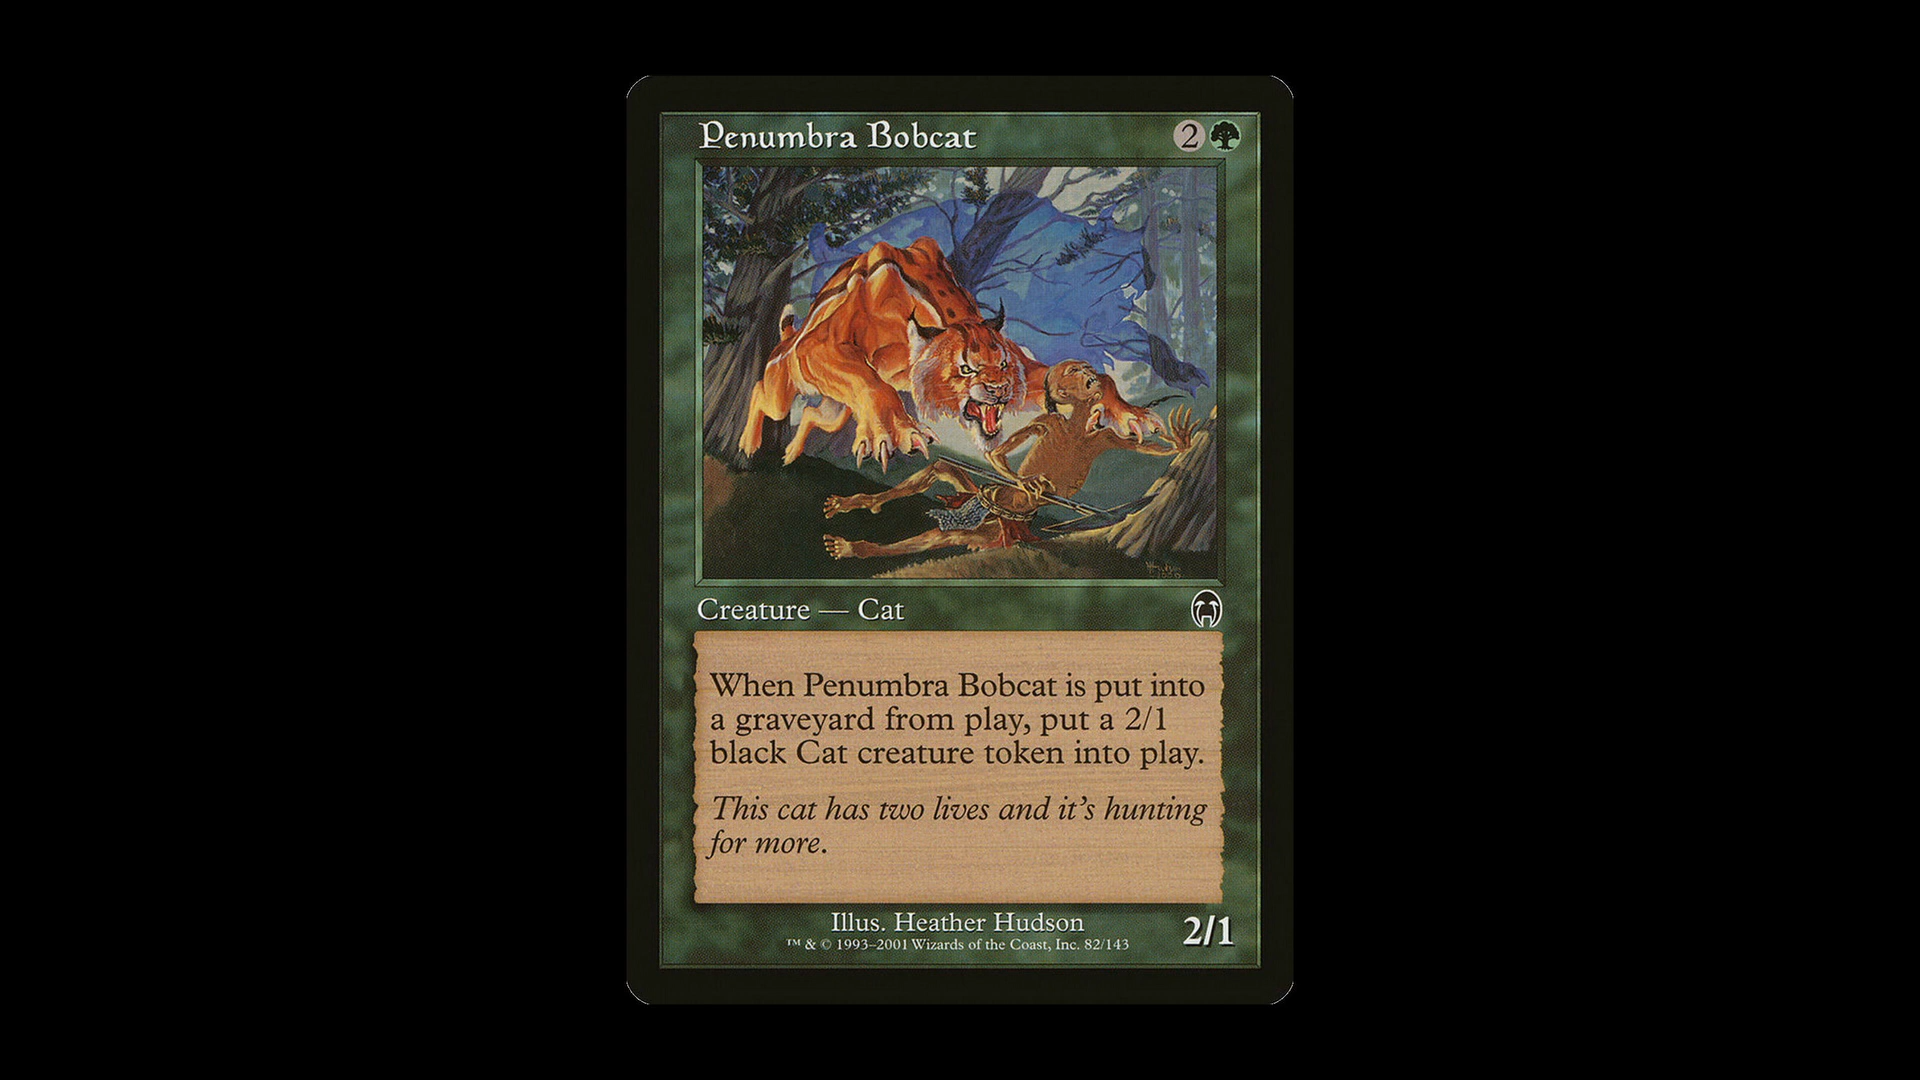 Penumbra Bobcat 2
Creature — Cat
When Penumbra Bobcat is put into
a graveyard from play, put a 2/1
black Cat creature token into play.
This cat has two lives and it's hunting
for more.
Illus. Heather Hudson
™ & © 1993–2001 Wizards of the Coast, Inc. 82/143
2/1